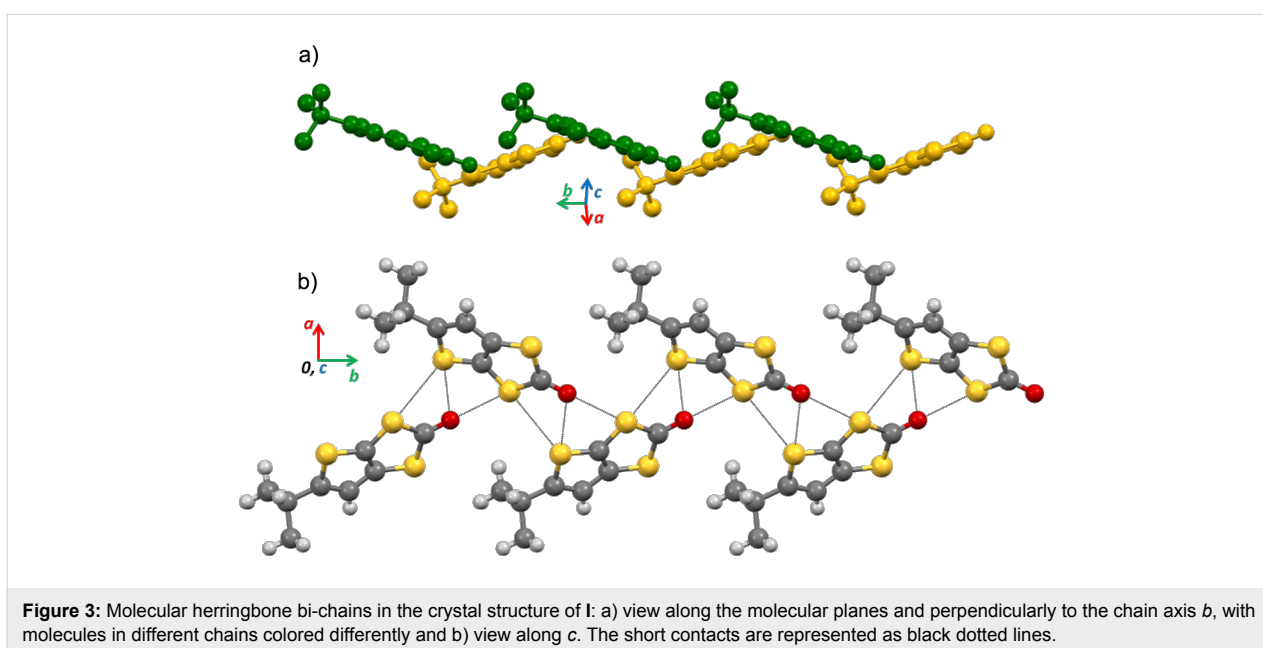 a)
b
c
a
b)
a
0, c
b
Figure 3: Molecular herringbone bi-chains in the crystal structure of I: a) view along the molecular planes and perpendicularly to the chain axis b, with
molecules in different chains colored differently and b) view along c. The short contacts are represented as black dotted lines.